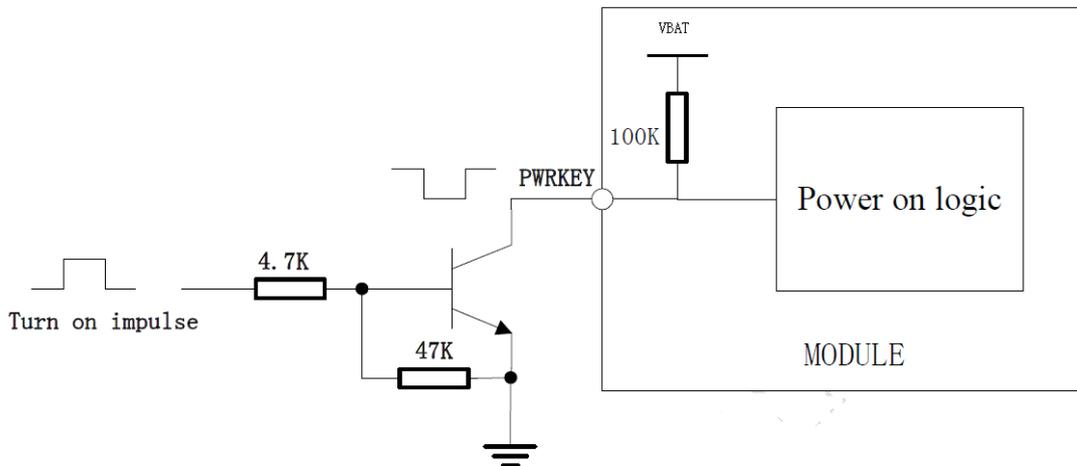 VBAT
100K
PWRKEY
Power on logic
4.7K
Turn on impulse
47K
MODULE